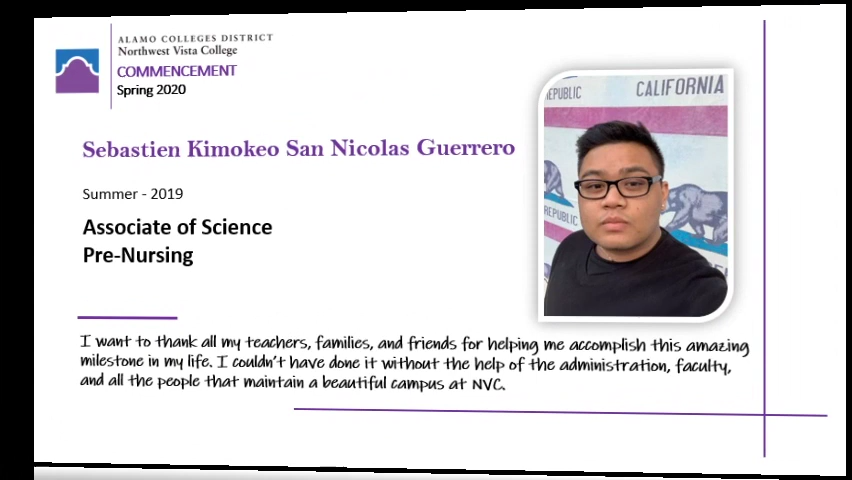 ALAMO COLLEGES DISTRICT
Northwest Vista College
COMMENCEMENT
Spring 2020
EPUBLIC
CALIFORNIA
Sebastien Kimokeo San Nicolas Guerrero
Summer - 2019
Associate of Science
Pre-Nursing
REPUBLIC
I want to thank all my teachers, families, and friends for helping me accomplish this amazing
milestone in my life. I couldn't have done it without the help of the administration, faculty,
and all the people that maintain a beautiful campus at NVC.